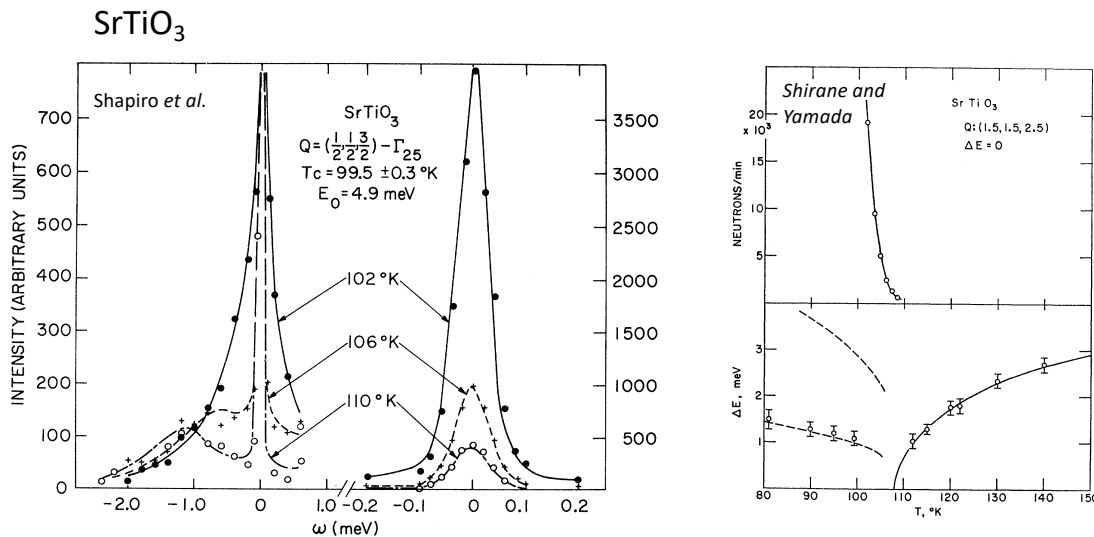 SrTiO₃
Shapiro et al.
SrTiO₃
Q=(½,½,3/2)–Γ₂₅
Tc=99.5 ±0.3 °K
E₀=4.9 meV
102 °K
106 °K
110 °K
INTENSITY (ARBITRARY UNITS)
700
600
500
400
300
200
100
0
3500
3000
2500
2000
1500
1000
500
-2.0
-1.0
0
1.0
-0.2
-0.1
0
0.1
0.2
ω (meV)
Shirane and
Yamada
Sr Ti O₃
Q: (1.5, 1.5, 2.5)
ΔE = 0
20
x 10³
15
10
5
NEUTRONS/min
3
2
1
ΔE, meV
80
90
100
110
120
130
140
150
T, °K